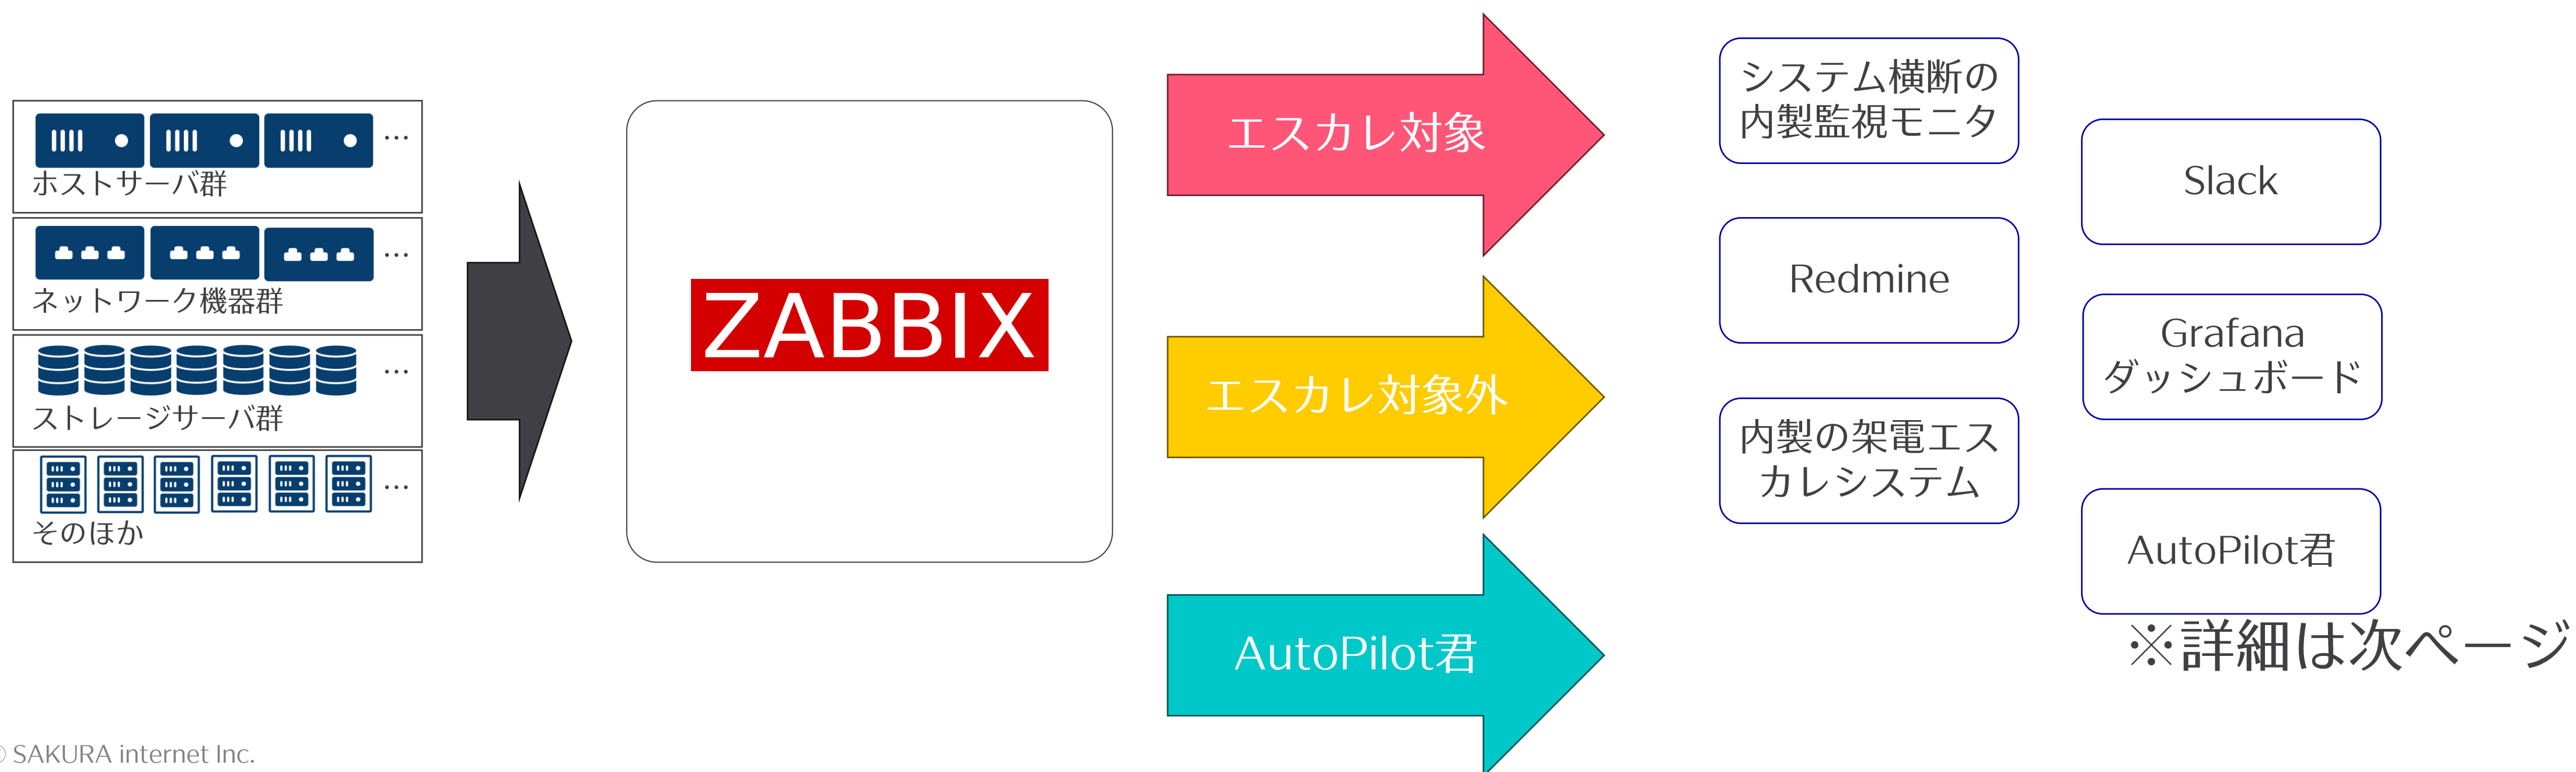 ホストサーバ群
…
ネットワーク機器群
…
ストレージサーバ群
…
そのほか
…
ZABBIX
エスカレ対象
エスカレ対象外
AutoPilot君
システム横断の
内製監視モニタ
Redmine
内製の架電エス
カレシステム
Slack
Grafana
ダッシュボード
AutoPilot君
※詳細は次ページ
© SAKURA internet Inc.